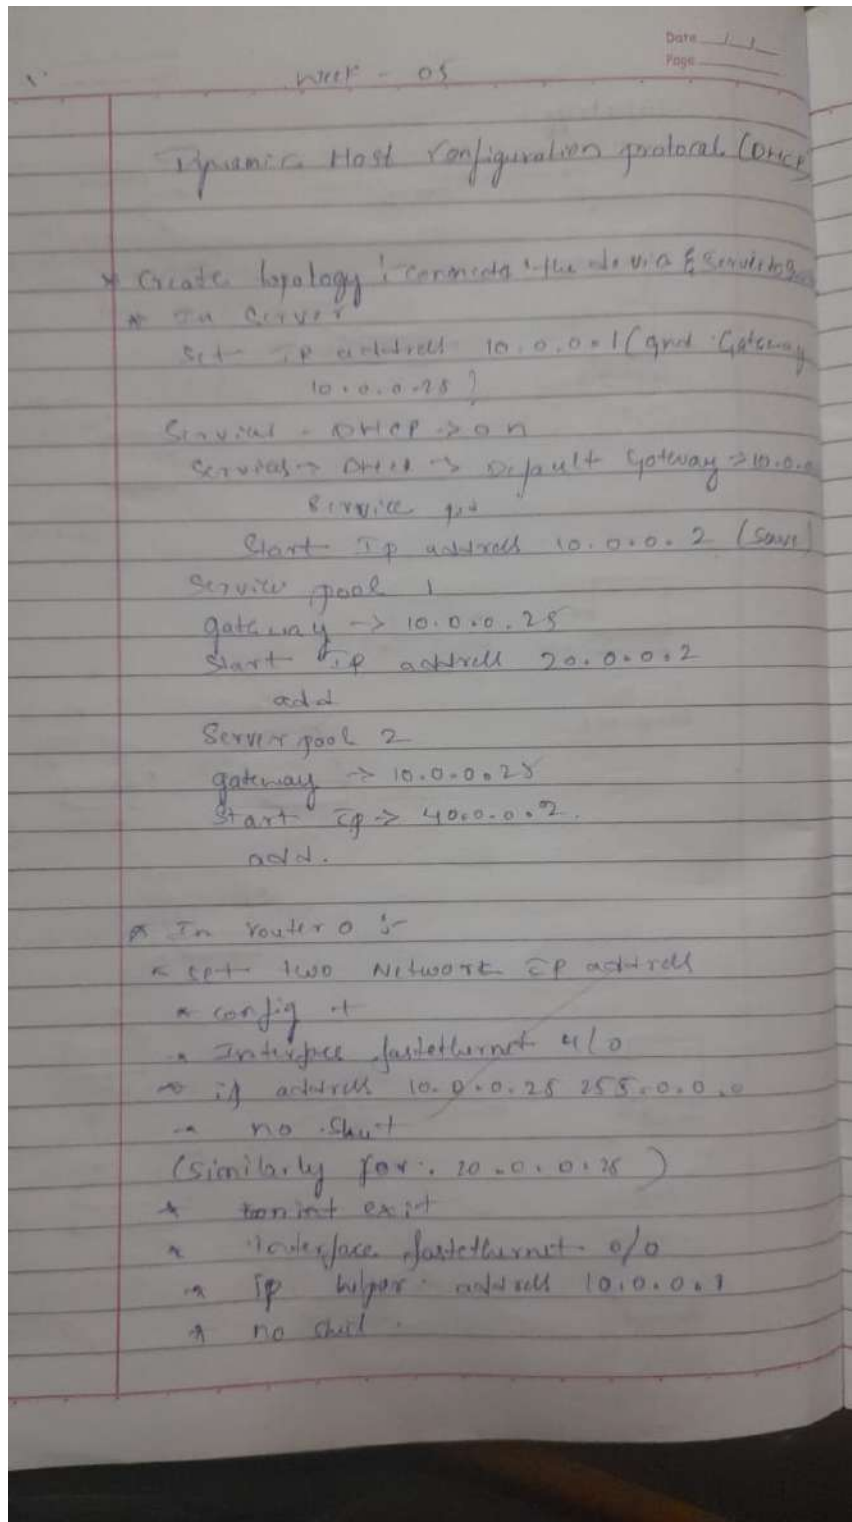 Date
Page
Week - 05
Dynamic Host Configuration protocal (DHCP)
* Create topology : connects the & 
* In Server
Set IP address 10.0.0.1 (and Gateway
10.0.0.25)
Services - DHCP -> on
Services -> DHCP -> Default Gateway -> 10.0.0
Service
Start Ip address 10.0.0.2 (Save)
Service pool 1
gateway -> 10.0.0.25
Start Ip address 20.0.0.2
add
Server pool 2
gateway -> 10.0.0.25
Start Ip -> 40.0.0.2.
add.
* In router 0 :-
* set two Network IP address
* config t
* Interface fastethernet 4/0
* ip address 10.0.0.25 255.0.0.0
* no shut
(similarly for . 20.0.0.25)
* exit
* interface fastethernet 0/0
* Ip helper-address 10.0.0.1
* no shut.